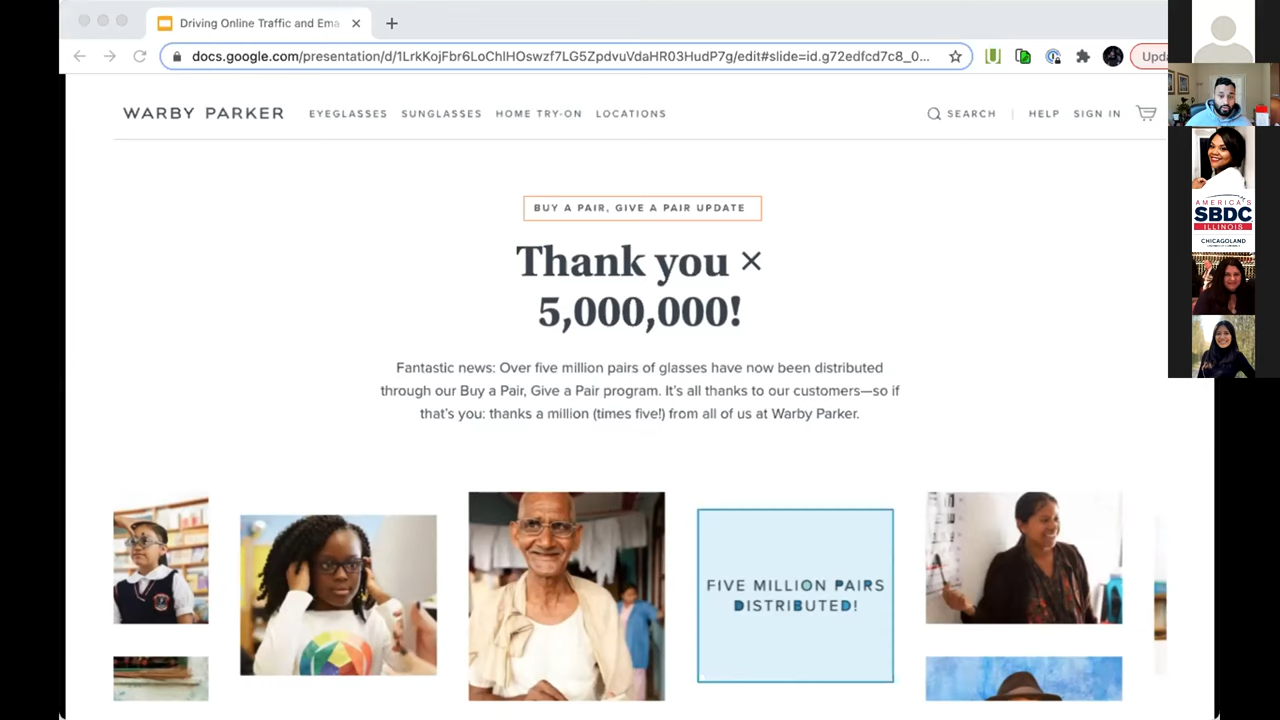 Driving Online Traffic and Ema
docs.google.com/presentation/d/1LrkKojFbr6LoChlHOswzf7LG5ZpdvuVdaHR03HudP7g/edit#slide=id.g72edfcd7c8_0...
Upda
WARBY PARKER
EYEGLASSES SUNGLASSES HOME TRY-ON LOCATIONS
SEARCH HELP SIGN IN
BUY A PAIR, GIVE A PAIR UPDATE
Thank you ×
5,000,000!
Fantastic news: Over five million pairs of glasses have now been distributed
through our Buy a Pair, Give a Pair program. It's all thanks to our customers—so if
that's you: thanks a million (times five!) from all of us at Warby Parker.
FIVE MILLION PAIRS
DISTRIBUTED!
AMERICA'S
SBDC
ILLINOIS
CHICAGOLAND